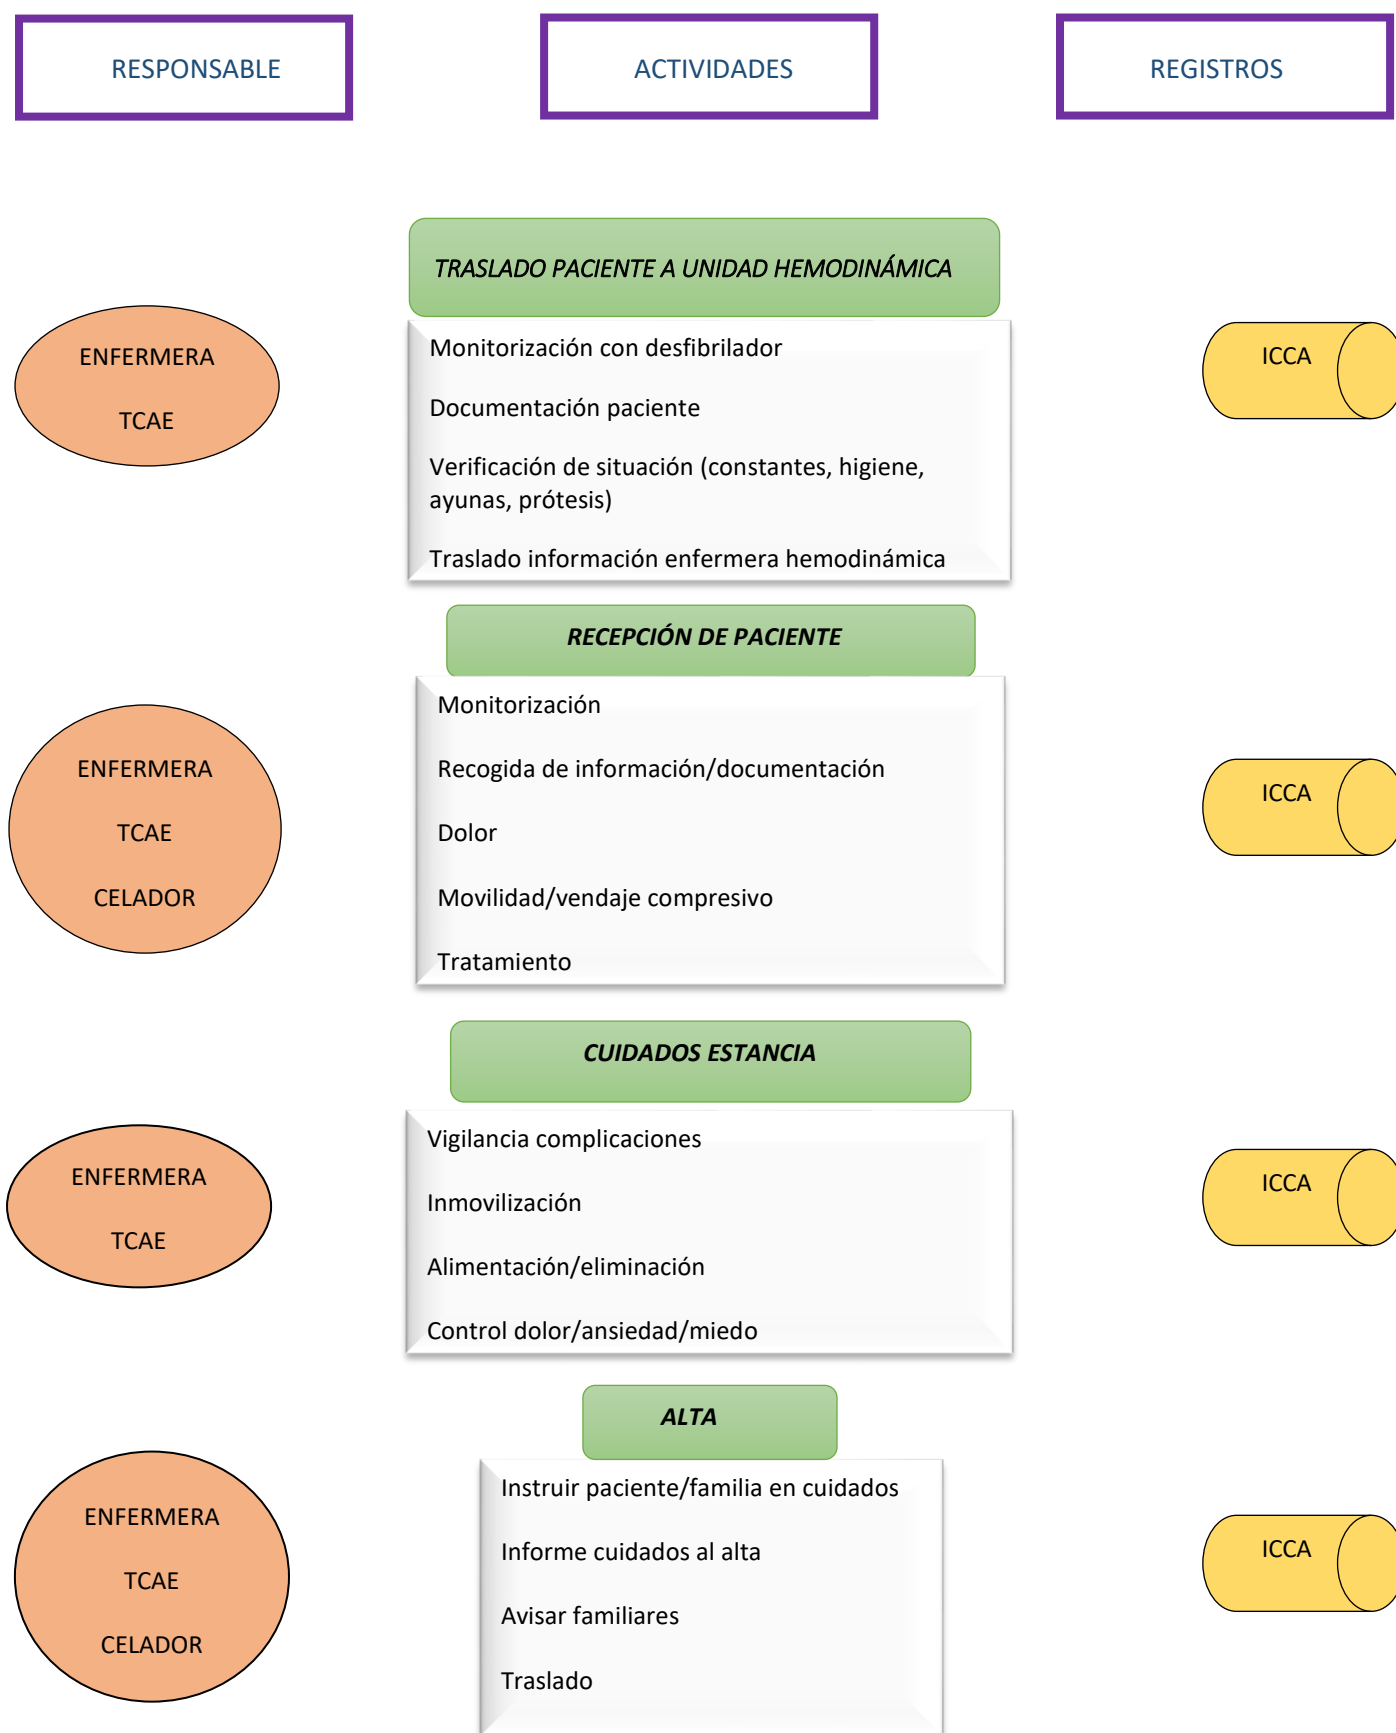 RESPONSABLE
ACTIVIDADES
REGISTROS
TRASLADO PACIENTE A UNIDAD HEMODINÁMICA
ENFERMERA
TCAE
Monitorización con desfibrilador
Documentación paciente
Verificación de situación (constantes, higiene,
ayunas, prótesis)
Traslado información enfermera hemodinámica
ICCA
RECEPCIÓN DE PACIENTE
ENFERMERA
TCAE
CELADOR
Monitorización
Recogida de información/documentación
Dolor
Movilidad/vendaje compresivo
Tratamiento
ICCA
CUIDADOS ESTANCIA
ENFERMERA
TCAE
Vigilancia complicaciones
Inmovilización
Alimentación/eliminación
Control dolor/ansiedad/miedo
ICCA
ALTA
ENFERMERA
TCAE
CELADOR
Instruir paciente/familia en cuidados
Informe cuidados al alta
Avisar familiares
Traslado
ICCA